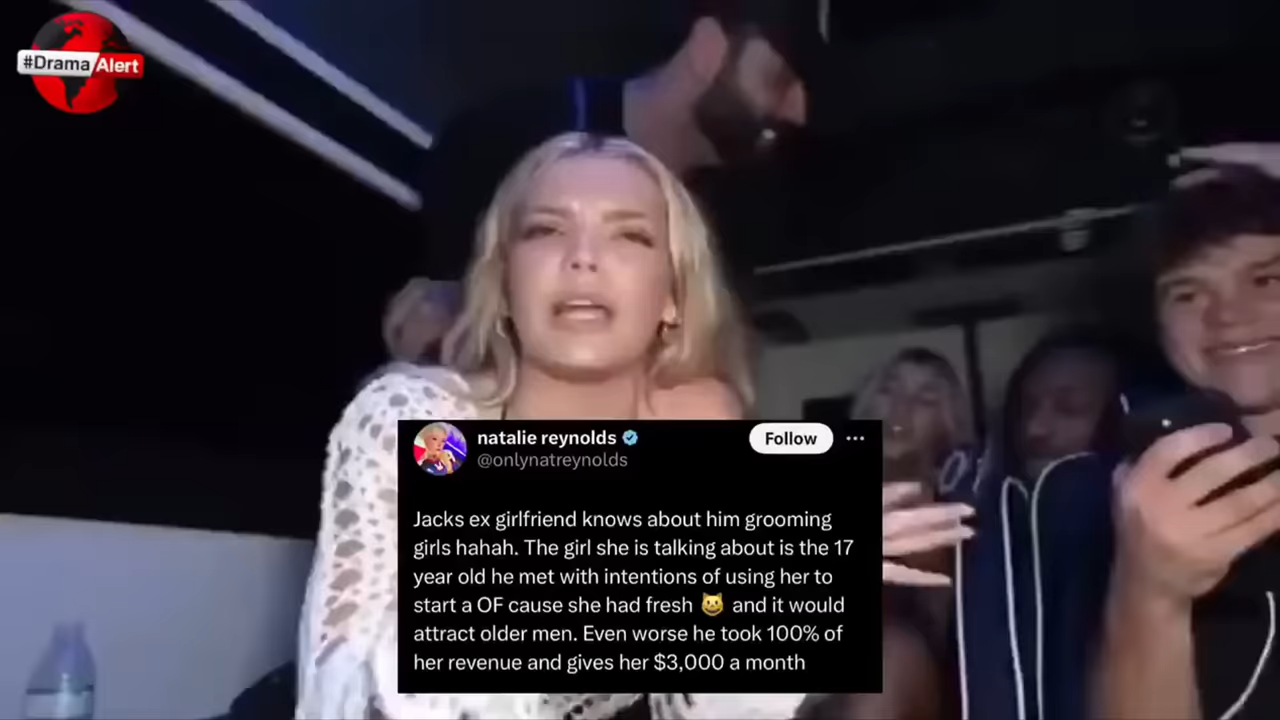 #Drama Alert
natalie reynolds
Follow
@onlynatreynolds
Jacks ex girlfriend knows about him grooming
girls hahah. The girl she is talking about is the 17
year old he met with intentions of using her to
start a OF cause she had fresh 😺 and it would
attract older men. Even worse he took 100% of
her revenue and gives her $3,000 a month